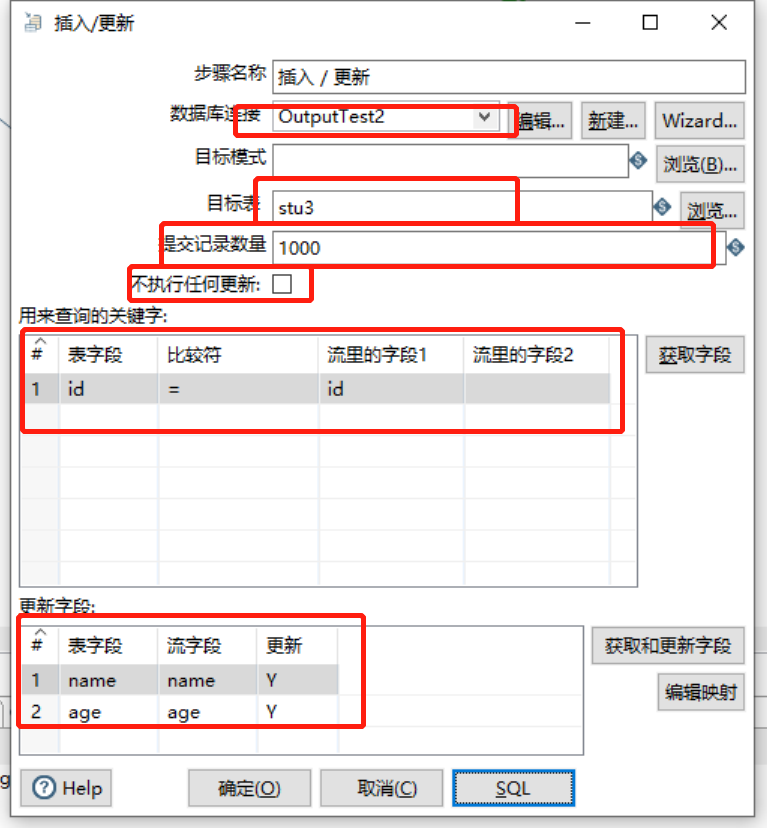 插入/更新
步骤名称 插入 / 更新
数据库连接 OutputTest2 编辑... 新建... Wizard...
目标模式 浏览(B)...
目标表 stu3 浏览...
提交记录数量 1000
不执行任何更新:
用来查询的关键字:
# 表字段 比较符 流里的字段1 流里的字段2 获取字段
1 id = id
更新字段:
# 表字段 流字段 更新 获取和更新字段
1 name name Y
编辑映射
2 age age Y
Help 确定(O) 取消(C) SQL